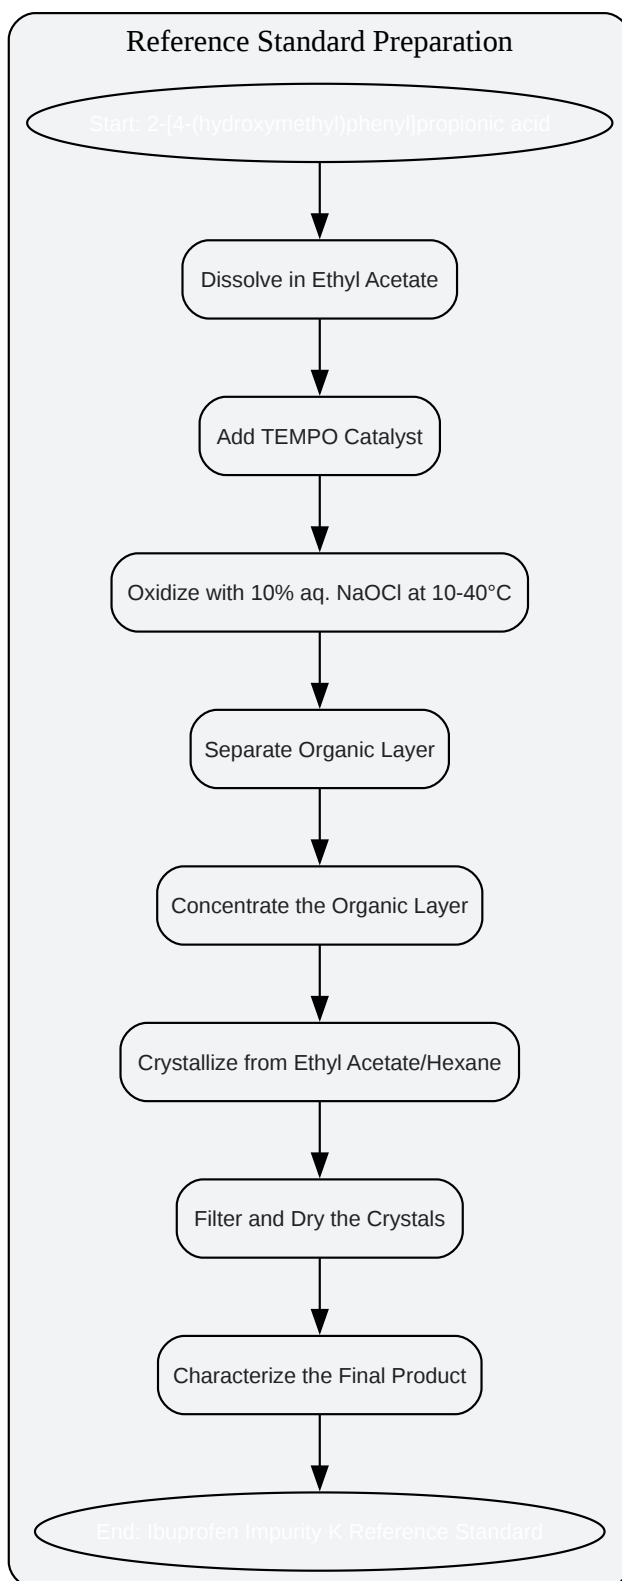 Reference Standard Preparation
Start: 2-[4-(hydroxymethyl)phenyl]propionic acid
Dissolve in Ethyl Acetate
Add TEMPO Catalyst
Oxidize with 10% aq. NaOCl at 10-40°C
Separate Organic Layer
Concentrate the Organic Layer
Crystallize from Ethyl Acetate/Hexane
Filter and Dry the Crystals
Characterize the Final Product
End: Ibuprofen Impurity K Reference Standard